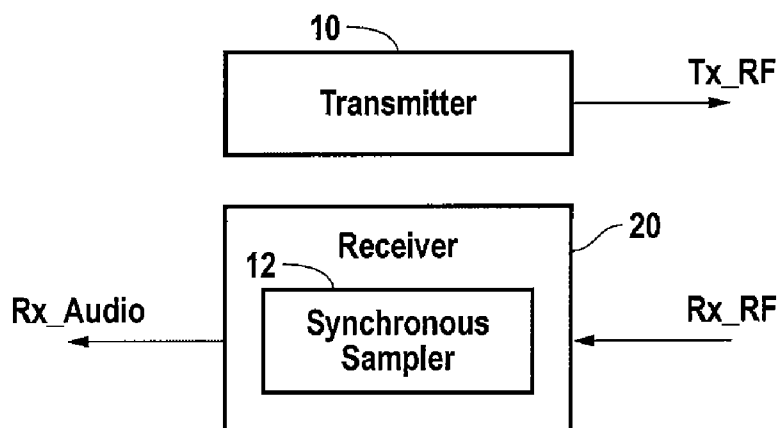 10
Transmitter
Tx_RF
Receiver
20
12
Rx_Audio
Synchronous
Sampler
Rx_RF